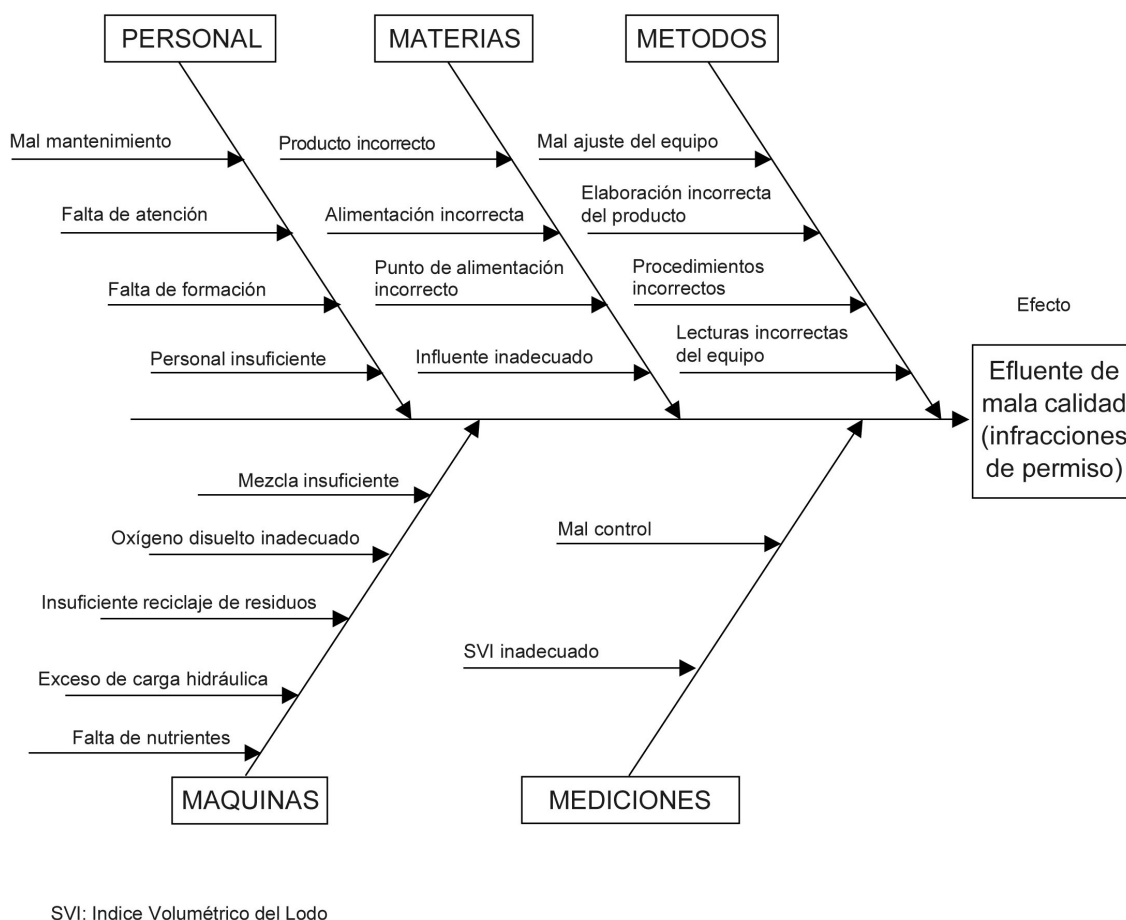 PERSONAL
MATERIAS
METODOS
Mal mantenimiento
Falta de atención
Falta de formación
Personal insuficiente
Producto incorrecto
Alimentación incorrecta
Punto de alimentación
incorrecto
Influente inadecuado
Mal ajuste del equipo
Elaboración incorrecta
del producto
Procedimientos
incorrectos
Lecturas incorrectas
del equipo
Efecto
Efluente de
mala calidad
(infracciones
de permiso)
Mezcla insuficiente
Oxígeno disuelto inadecuado
Insuficiente reciclaje de residuos
Exceso de carga hidráulica
Falta de nutrientes
MAQUINAS
Mal control
SVI inadecuado
MEDICIONES
SVI: Indice Volumétrico del Lodo